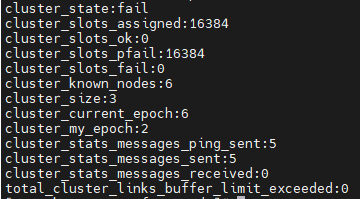 cluster_state:fail
cluster_slots_assigned:16384
cluster_slots_ok:0
cluster_slots_pfail:16384
cluster_slots_fail:0
cluster_known_nodes:6
cluster_size:3
cluster_current_epoch:6
cluster_my_epoch:2
cluster_stats_messages_ping_sent:5
cluster_stats_messages_sent:5
cluster_stats_messages_received:0
total_cluster_links_buffer_limit_exceeded:0